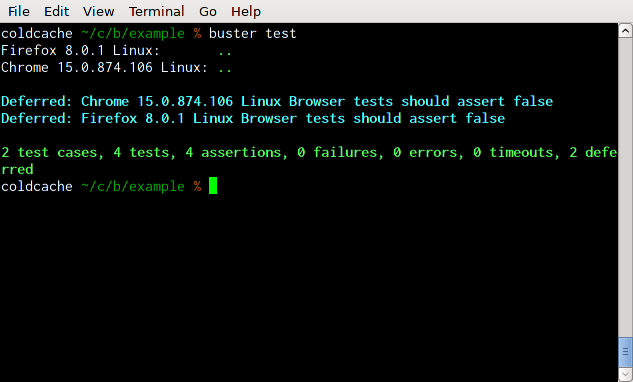 File Edit View Terminal Go Help
coldcache ~/c/b/example % buster test
Firefox 8.0.1 Linux:       ..
Chrome 15.0.874.106 Linux: ..
Deferred: Chrome 15.0.874.106 Linux Browser tests should assert false
Deferred: Firefox 8.0.1 Linux Browser tests should assert false
2 test cases, 4 tests, 4 assertions, 0 failures, 0 errors, 0 timeouts, 2 defe
rred
coldcache ~/c/b/example %